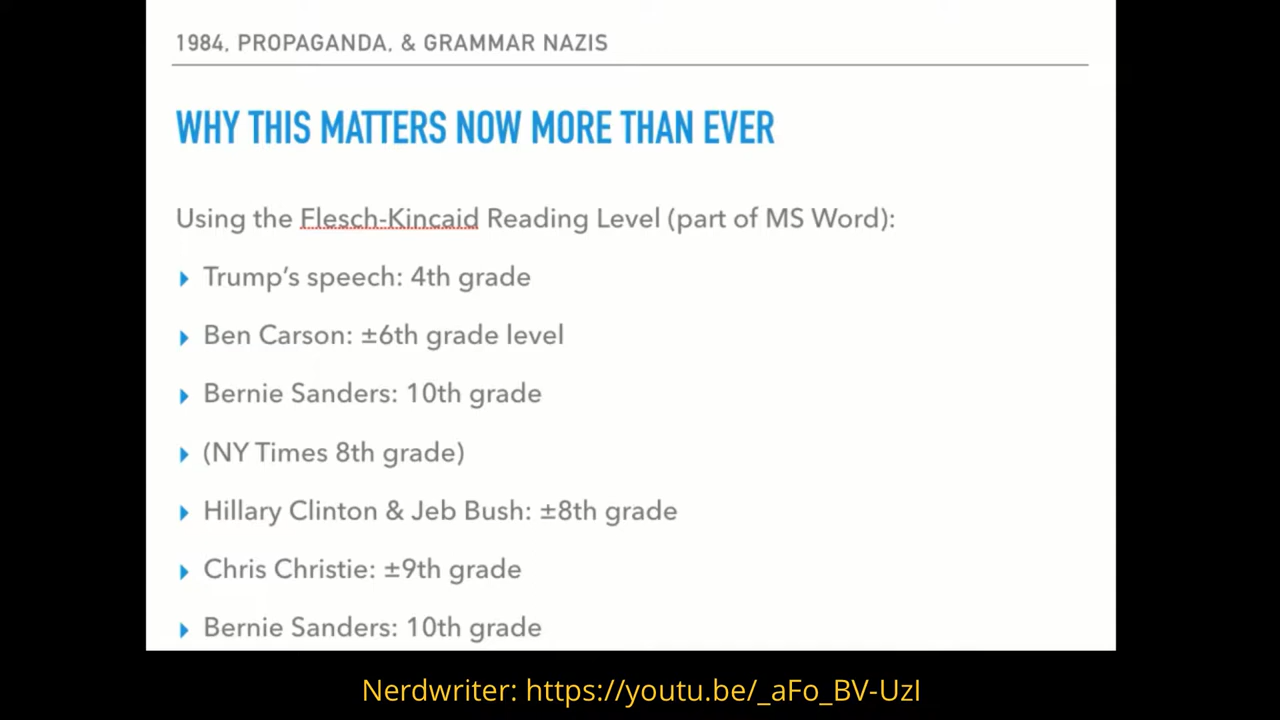 1984, PROPAGANDA, & GRAMMAR NAZIS
WHY THIS MATTERS NOW MORE THAN EVER
Using the Flesch-Kincaid Reading Level (part of MS Word):
Trump’s speech: 4th grade
Ben Carson: ±6th grade level
Bernie Sanders: 10th grade
(NY Times 8th grade)
Hillary Clinton & Jeb Bush: ±8th grade
Chris Christie: ±9th grade
Bernie Sanders: 10th grade
Nerdwriter: https://youtu.be/_aFo_BV-UzI